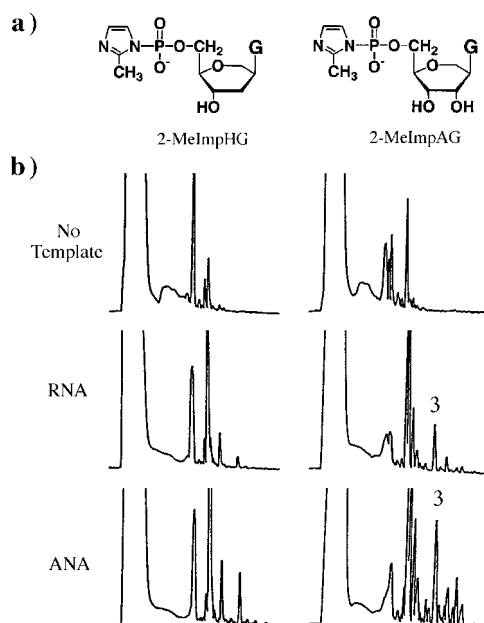 a)
N N P O CH₂ G
O
O⁻
CH₃
O
HO
2-MeImpHG
N N P O CH₂ G
O
O⁻
CH₃
O
HO OH
2-MeImpAG
b)
No
Template
RNA
3
ANA
3